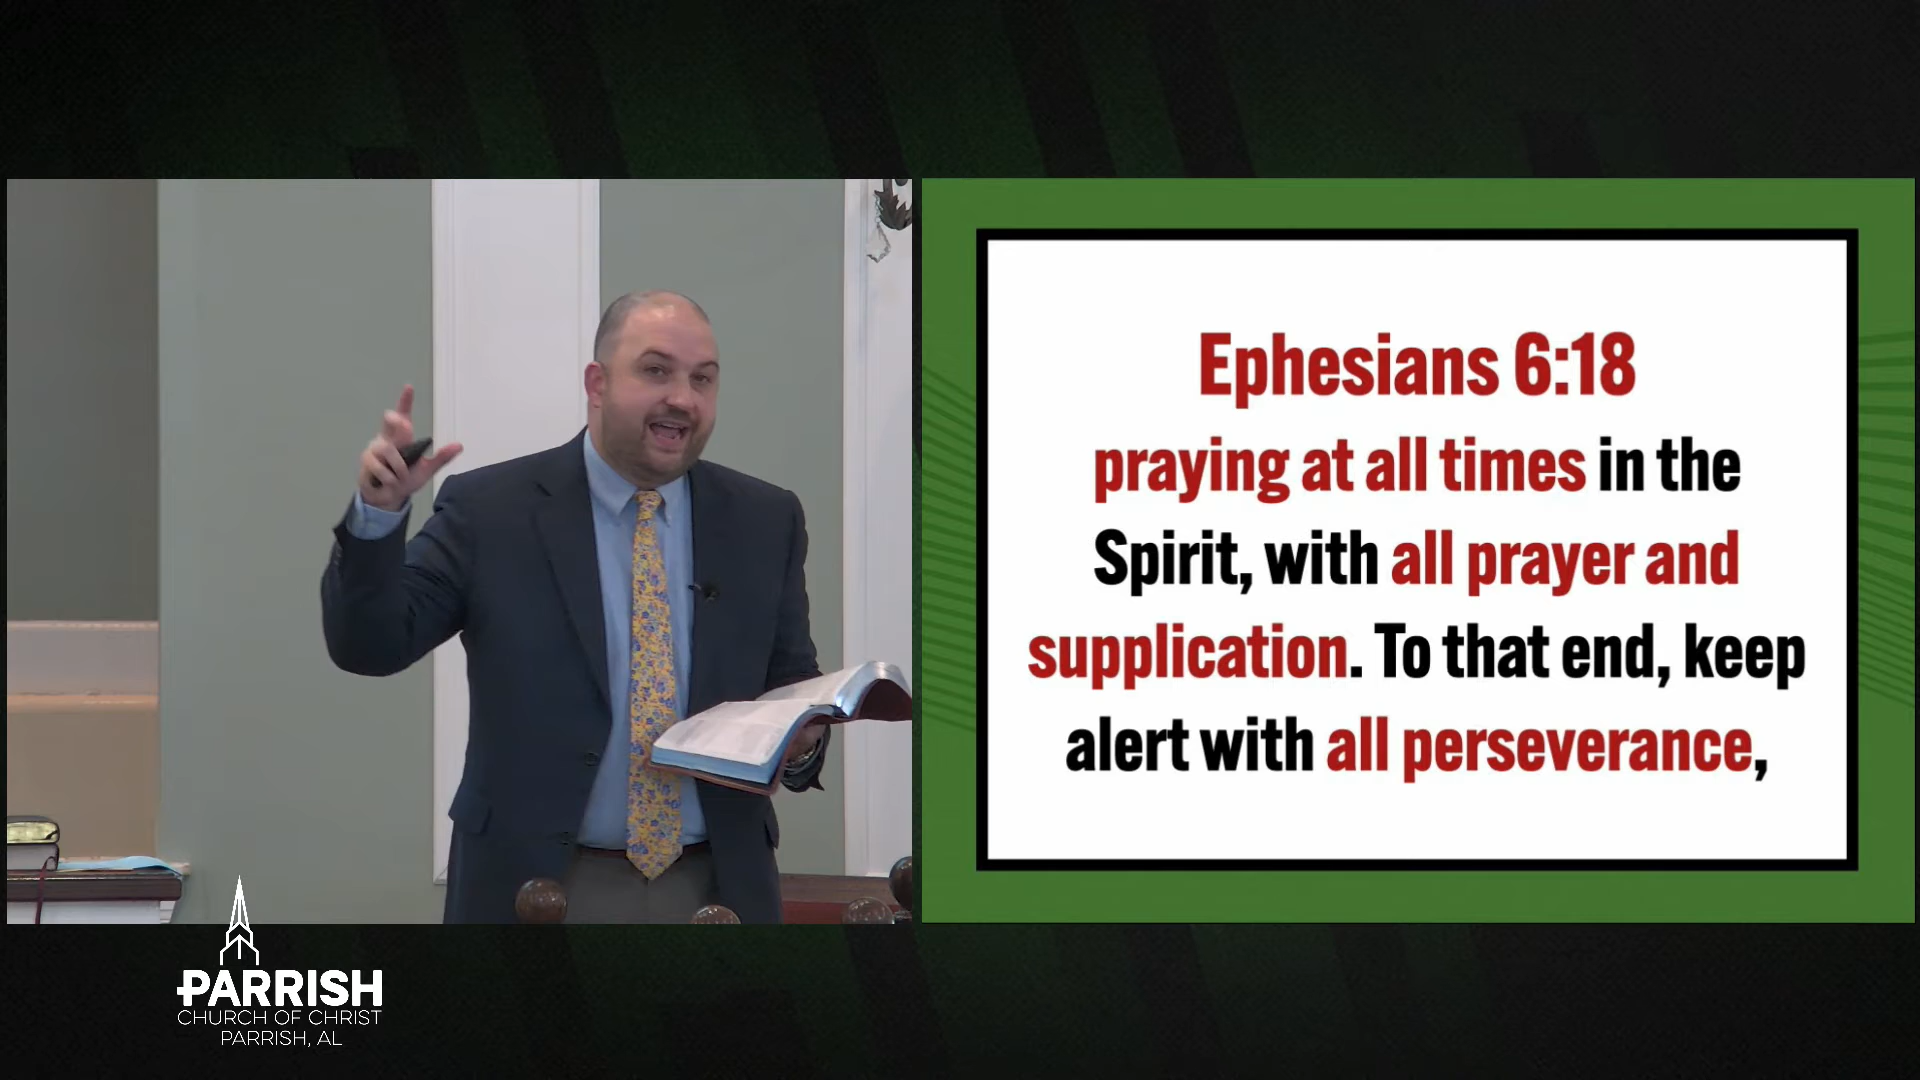 Ephesians 6:18
praying at all times in the
Spirit, with all prayer and
supplication. To that end, keep
alert with all perseverance,
PARRISH
CHURCH OF CHRIST
PARRISH, AL